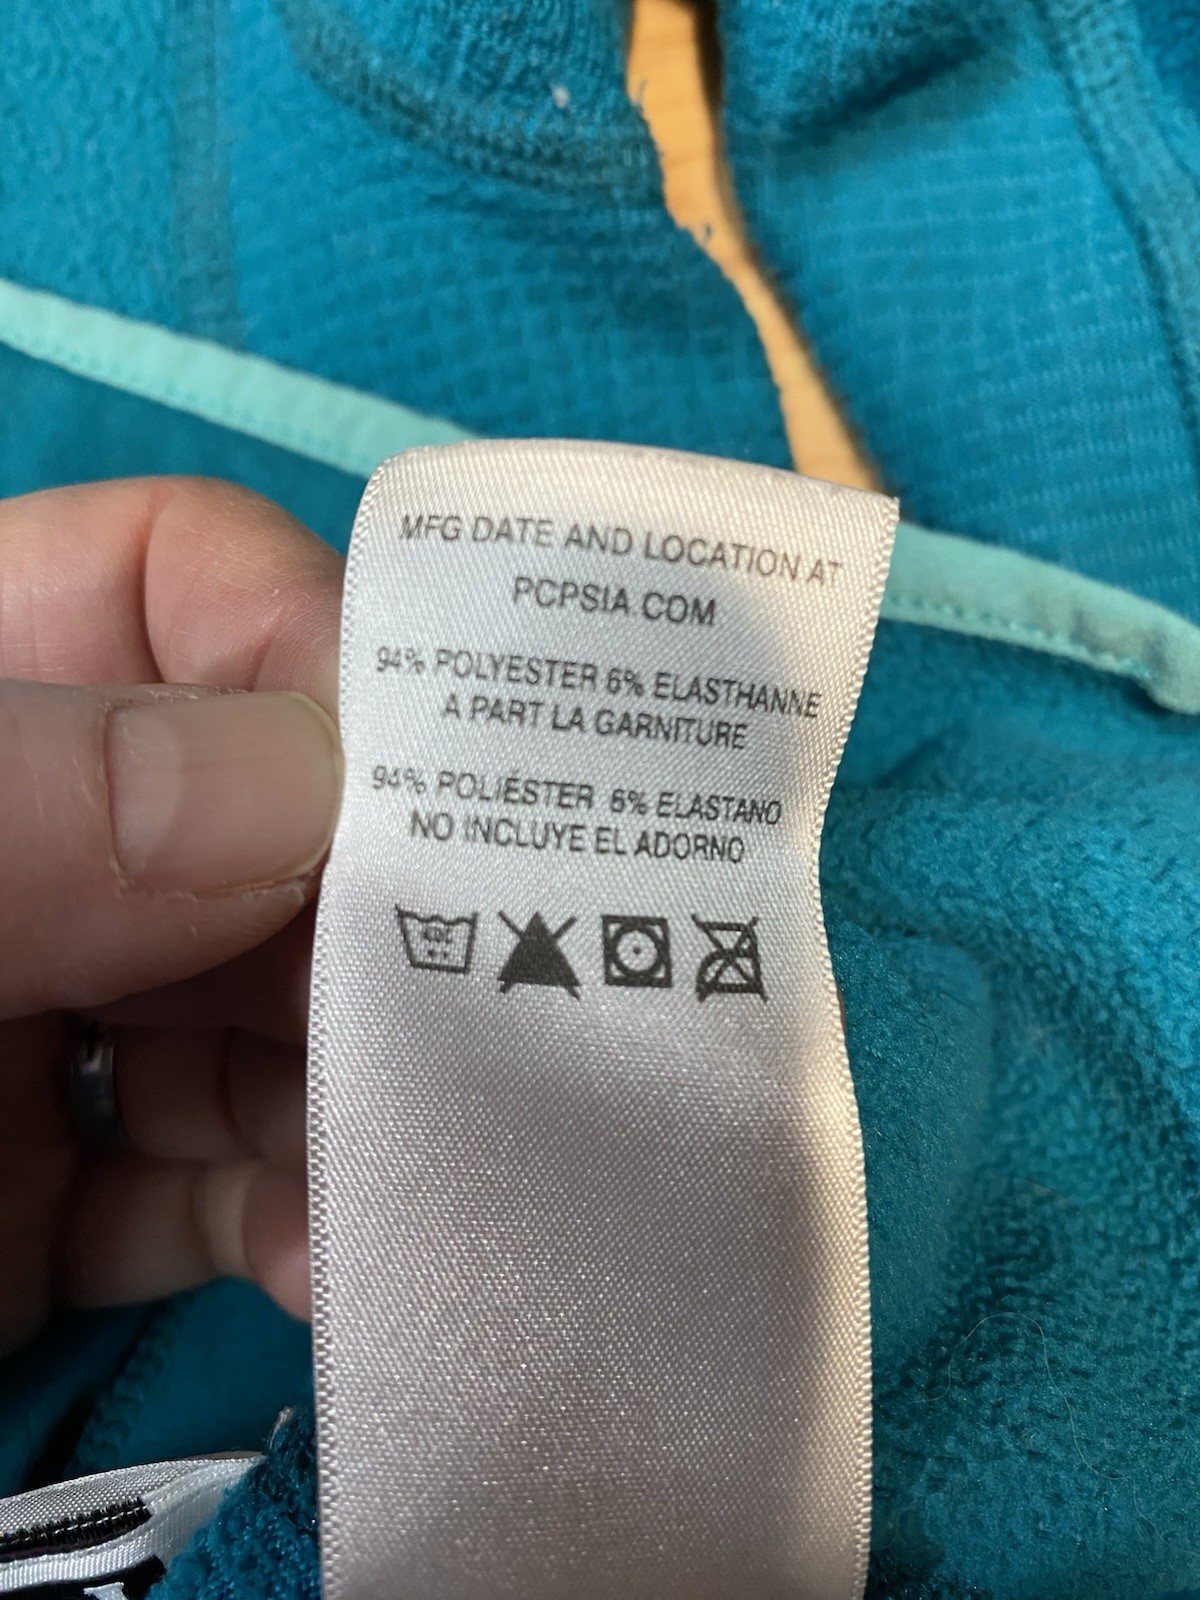 MFG DATE AND LOCATION AT
PCPSIA.COM
94% POLYESTER 6% ELASTHANNE
A PART LA GARNITURE
94% POLIÉSTER 6% ELASTANO
NO INCLUYE EL ADORNO